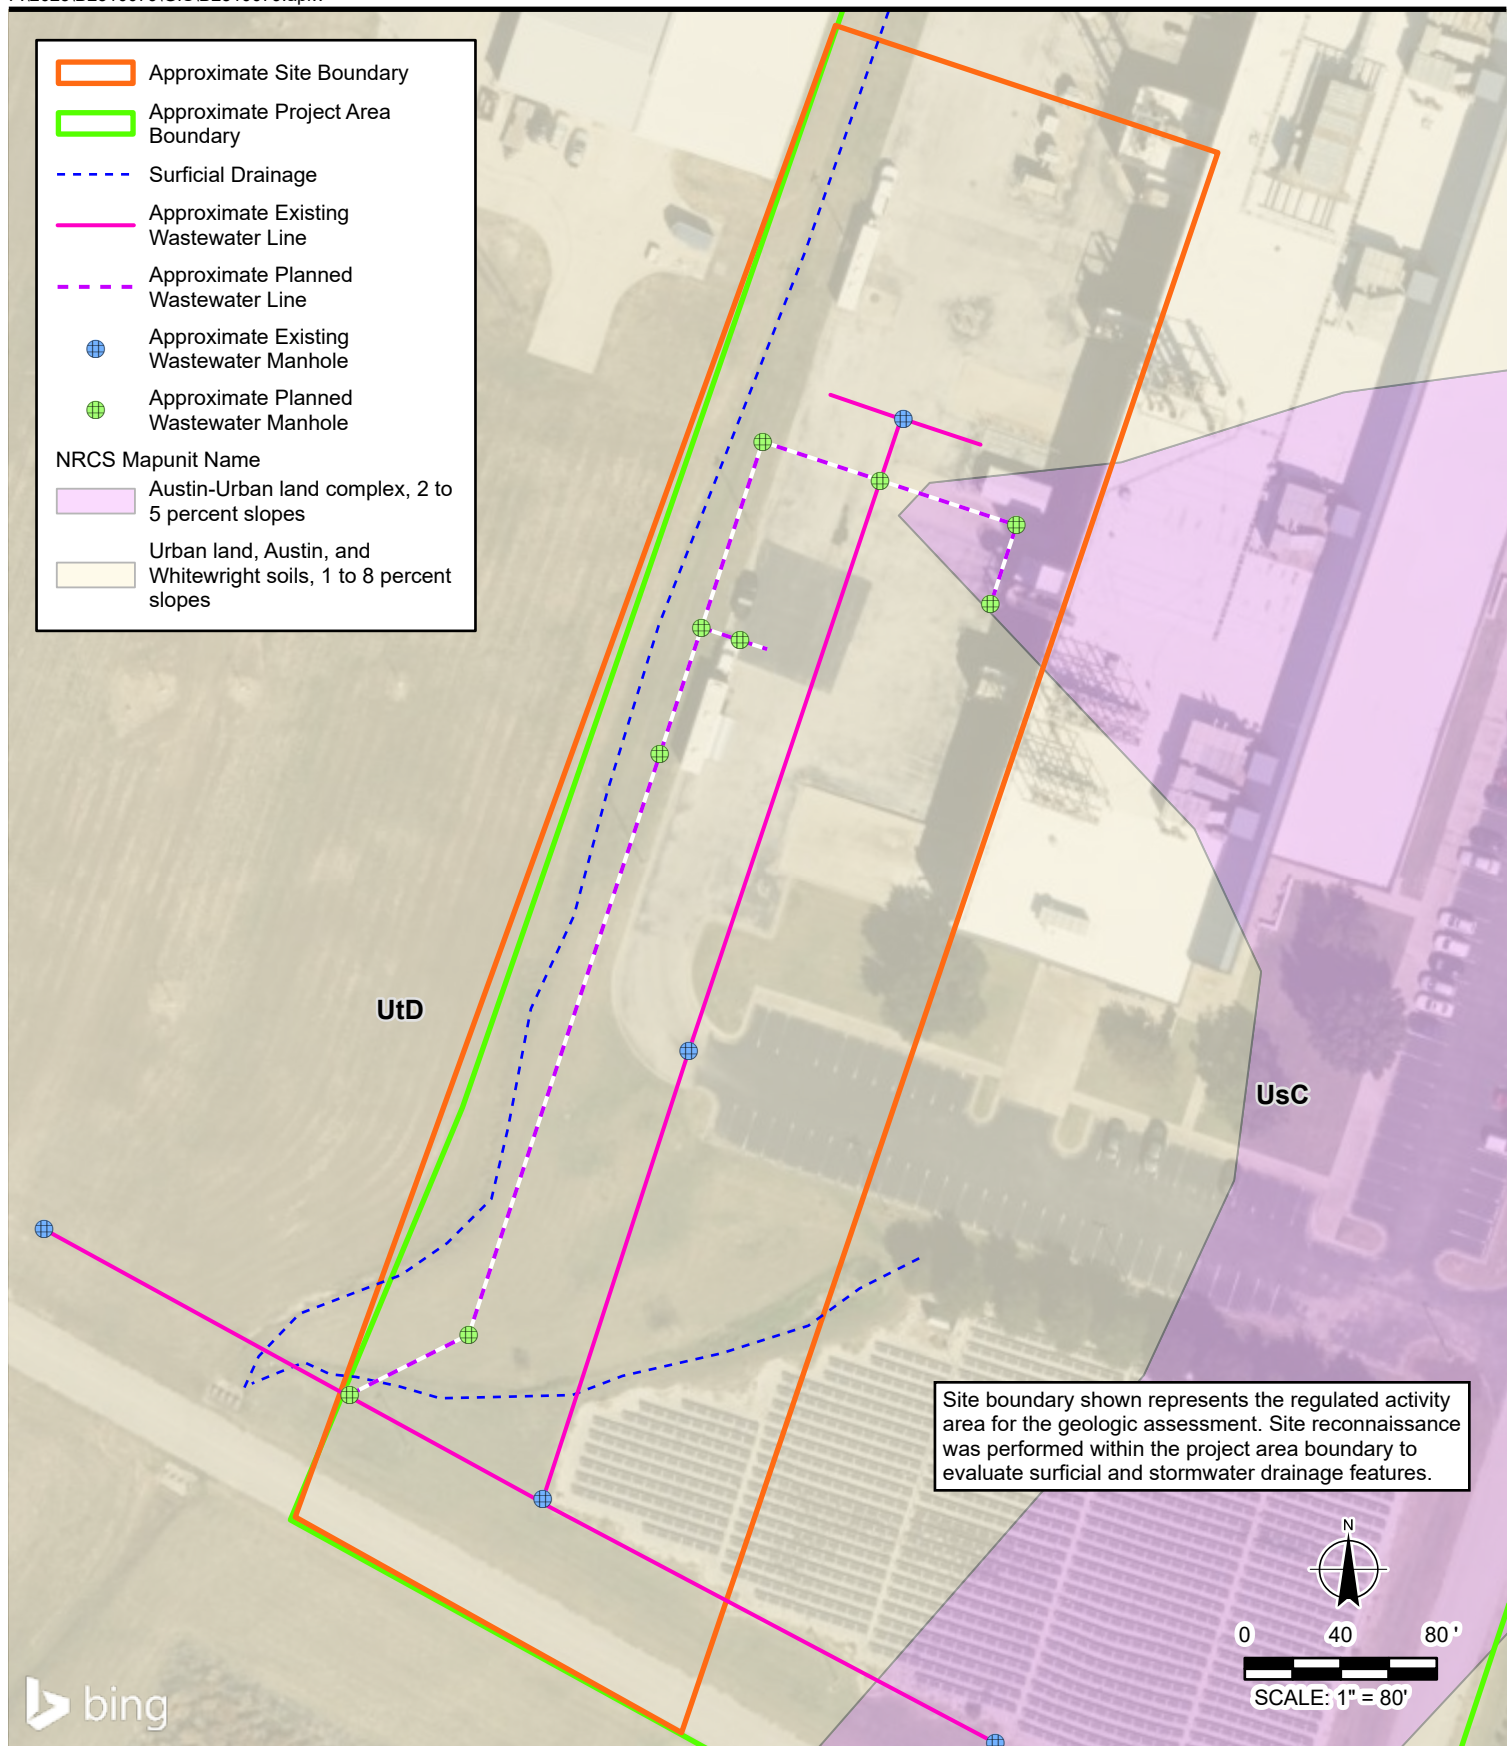 Approximate Site Boundary
Approximate Project Area
Boundary
Surficial Drainage
Approximate Existing
Wastewater Line
Approximate Planned
Wastewater Line
Approximate Existing
Wastewater Manhole
Approximate Planned
Wastewater Manhole
NRCS Mapunit Name
Austin-Urban land complex, 2 to
5 percent slopes
Urban land, Austin, and
Whitewright soils, 1 to 8 percent
slopes
UtD
UsC
Site boundary shown represents the regulated activity
area for the geologic assessment. Site reconnaissance
was performed within the project area boundary to
evaluate surficial and stormwater drainage features.
N
0 40 80 '
SCALE: 1" = 80'
bing